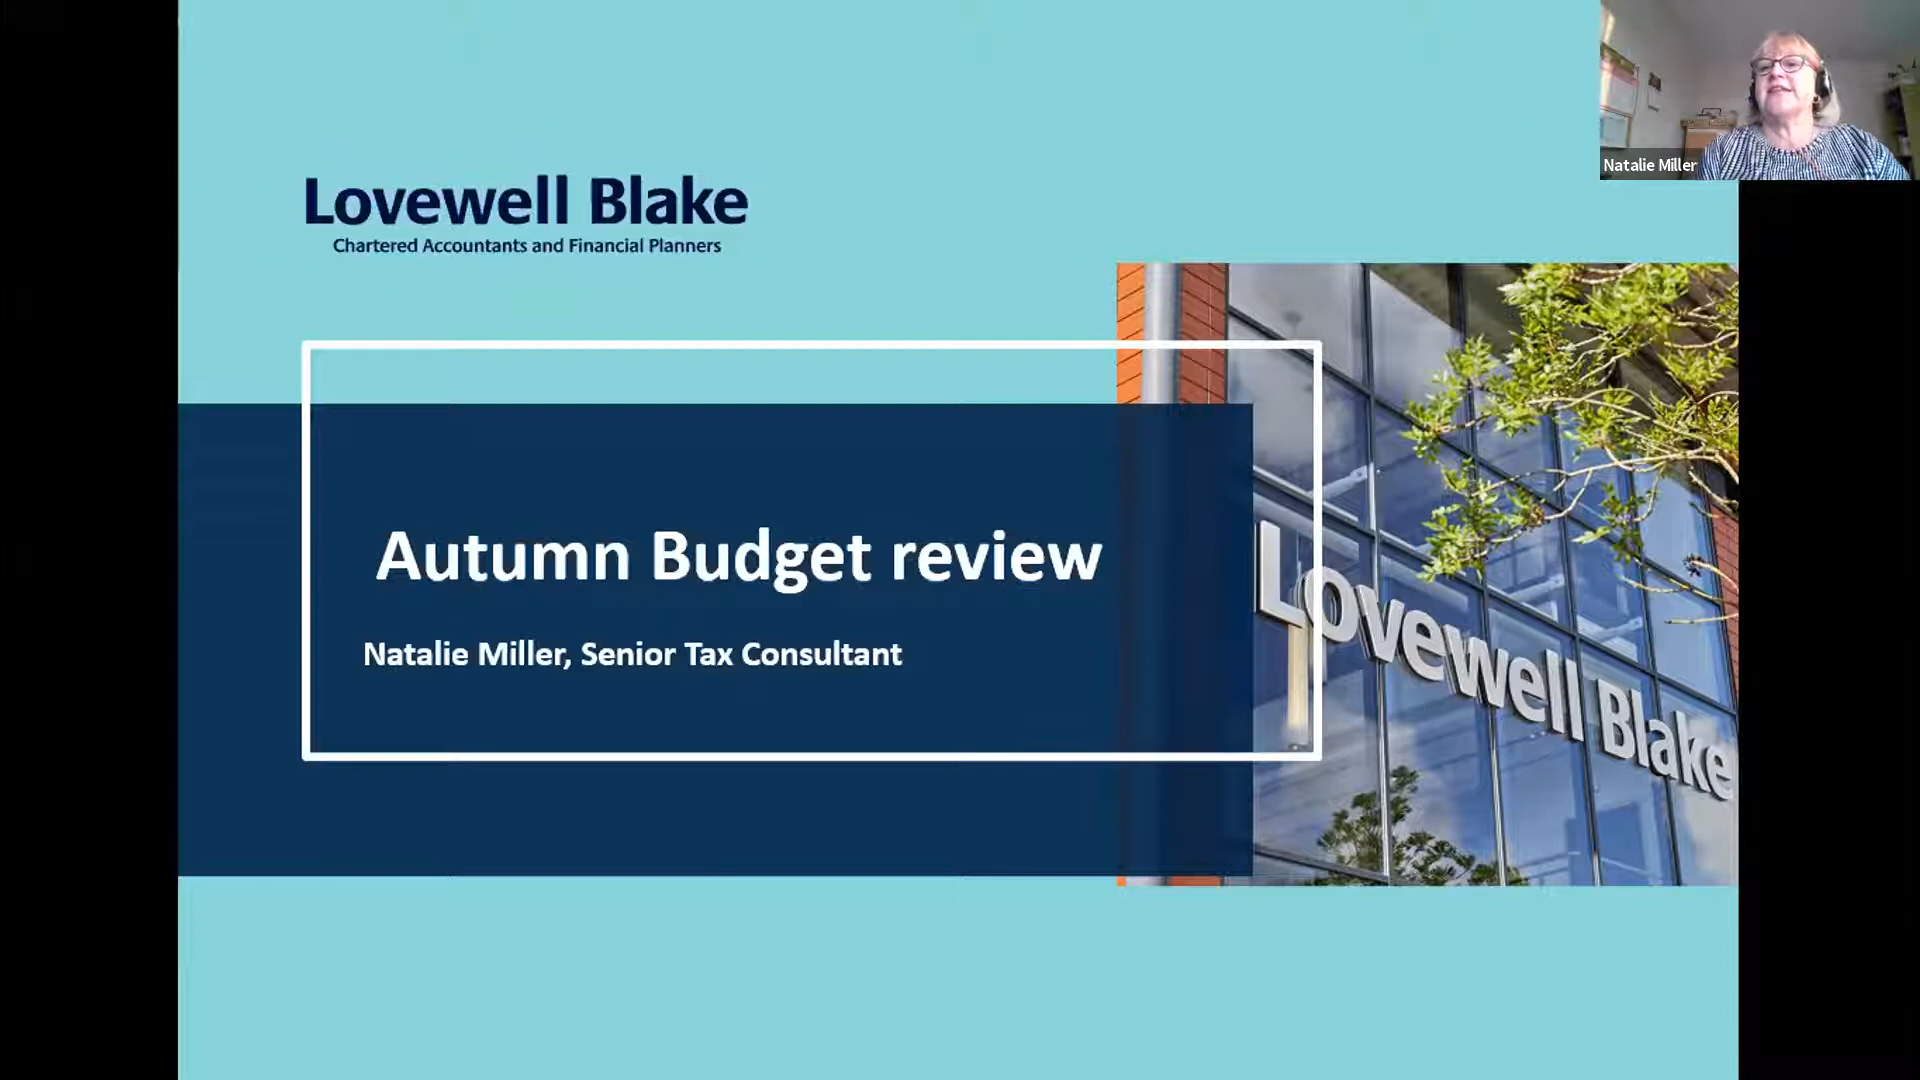 Natalie Miller
Lovewell Blake
Chartered Accountants and Financial Planners
Autumn Budget review
Natalie Miller, Senior Tax Consultant
Lovewell Blake